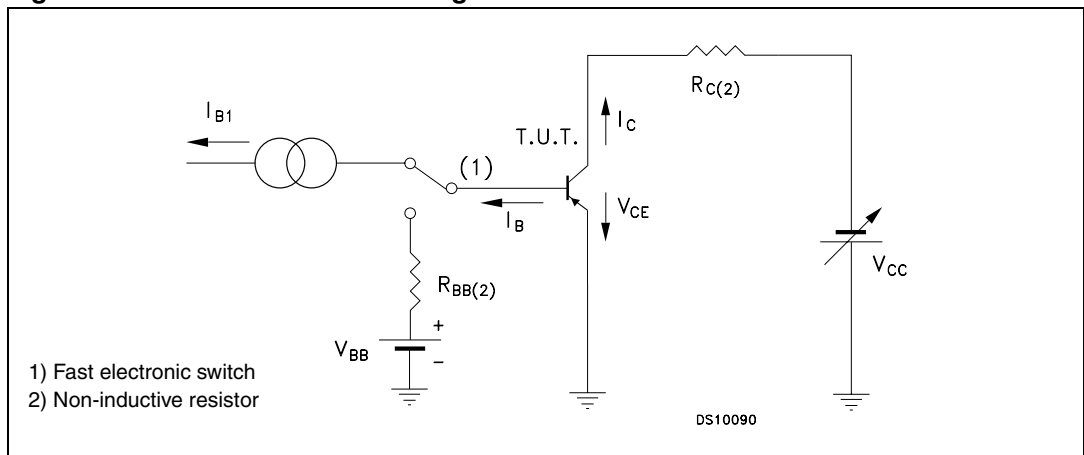 R_C(2)
I_B1
I_C
T.U.T.
(1)
V_CE
I_B
V_CC
R_BB(2)
+
V_BB
-
1) Fast electronic switch
2) Non-inductive resistor
DS10090